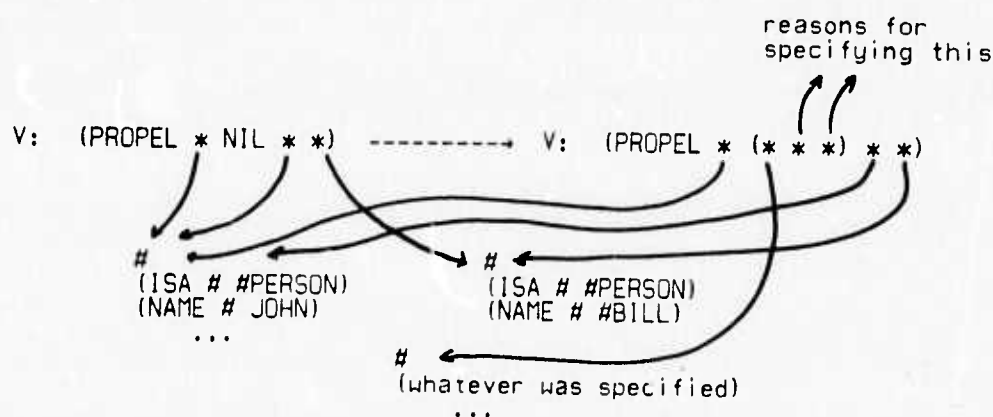 reasons for
specifying this
V: (PROPEL * NIL * *) ---------→ V: (PROPEL * (* * *) * *)
#
(ISA # #PERSON)
(NAME # JOHN)
...
#
(ISA # #PERSON)
(NAME # #BILL)
#
(whatever was specified)
...